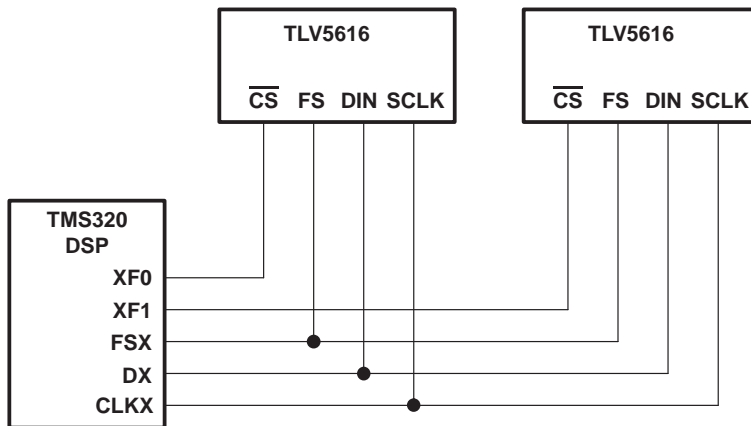 TLV5616
CS FS DIN SCLK
TLV5616
CS FS DIN SCLK
TMS320
DSP
XF0
XF1
FSX
DX
CLKX